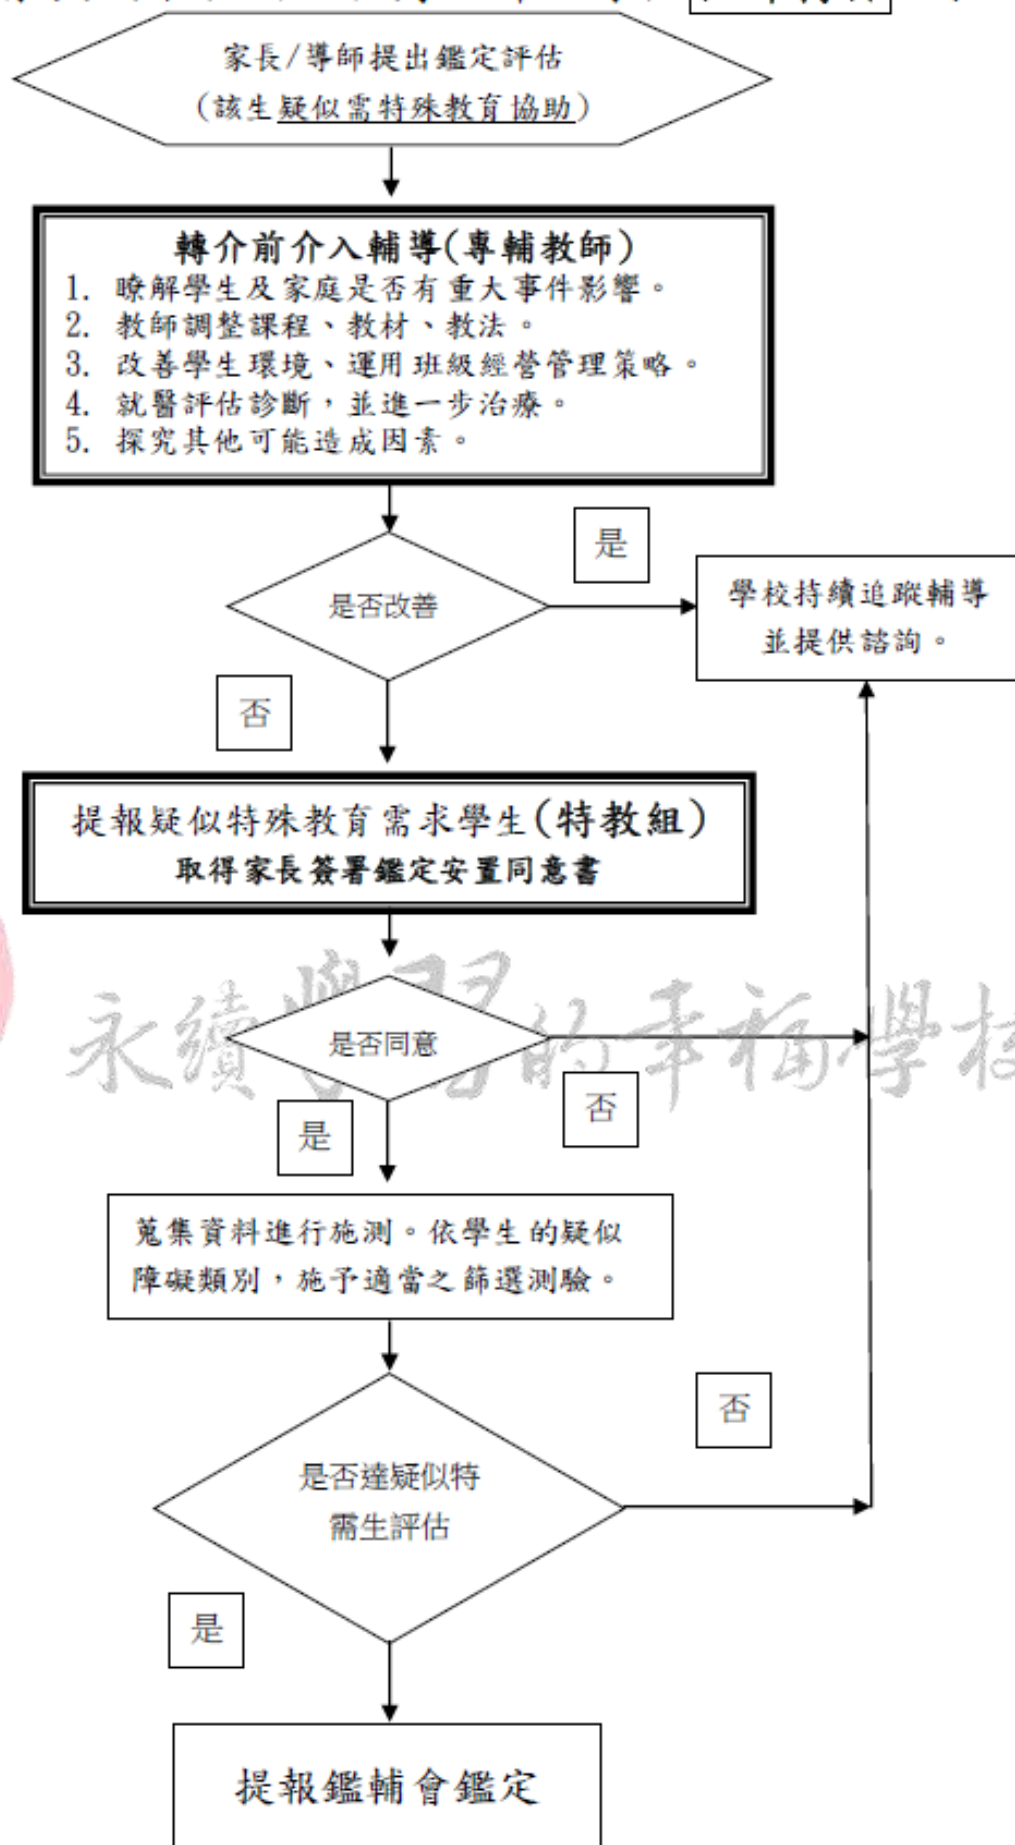 家長/導師提出鑑定評估
(該生疑似需特殊教育協助)
轉介前介入輔導(專輔教師)
1. 瞭解學生及家庭是否有重大事件影響。
2. 教師調整課程、教材、教法。
3. 改善學生環境、運用班級經營管理策略。
4. 就醫評估診斷，並進一步治療。
5. 探究其他可能造成因素。
是否改善
是
學校持續追蹤輔導
並提供諮詢。
否
提報疑似特殊教育需求學生(特教組)
取得家長簽署鑑定安置同意書
永續學習的幸福學校
是否同意
否
是
蒐集資料進行施測。依學生的疑似
障礙類別，施予適當之篩選測驗。
否
是否達疑似特
需生評估
是
提報鑑輔會鑑定